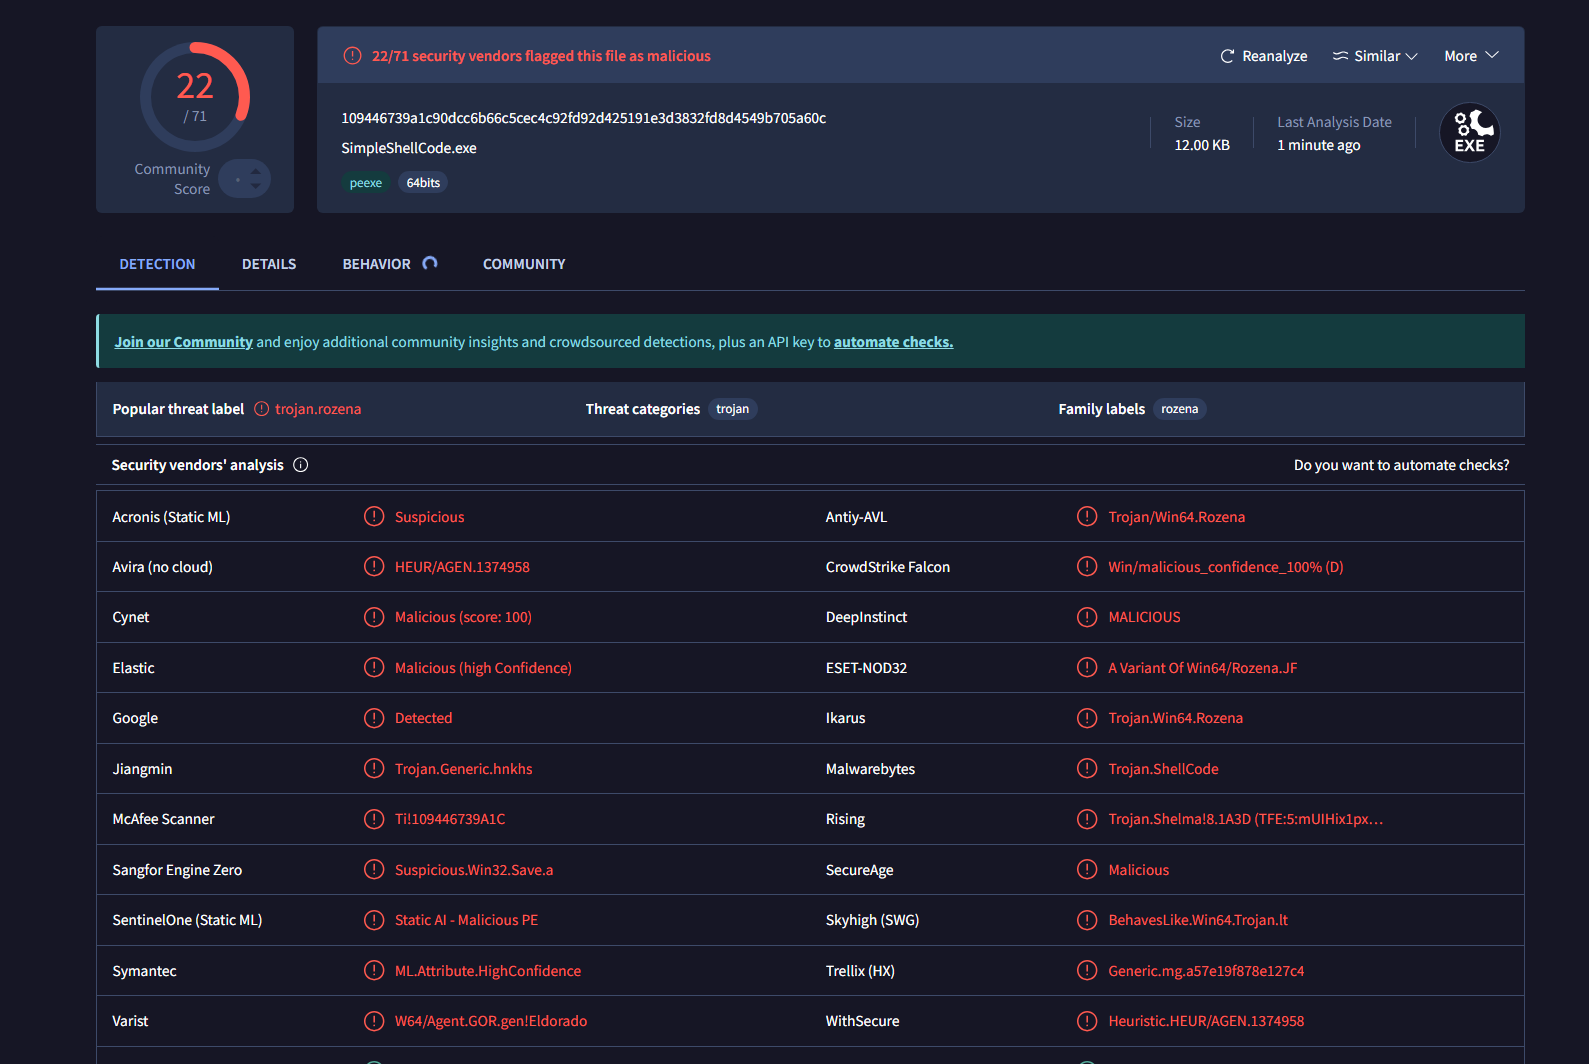 22
/ 71
Community
Score
22/71 security vendors flagged this file as malicious
Reanalyze
Similar
More
109446739a1c90dcc6b66c5cec4c92fd92d425191e3d3832fd8d4549b705a60c
SimpleShellCode.exe
peexe
64bits
Size
12.00 KB
Last Analysis Date
1 minute ago
EXE
DETECTION
DETAILS
BEHAVIOR
COMMUNITY
Join our Community and enjoy additional community insights and crowdsourced detections, plus an API key to automate checks.
Popular threat label
trojan.rozena
Threat categories
trojan
Family labels
rozena
Security vendors' analysis
Do you want to automate checks?
Acronis (Static ML)
Suspicious
Antiy-AVL
Trojan/Win64.Rozena
Avira (no cloud)
HEUR/AGEN.1374958
CrowdStrike Falcon
Win/malicious_confidence_100% (D)
Cynet
Malicious (score: 100)
DeepInstinct
MALICIOUS
Elastic
Malicious (high Confidence)
ESET-NOD32
A Variant Of Win64/Rozena.JF
Google
Detected
Ikarus
Trojan.Win64.Rozena
Jiangmin
Trojan.Generic.hnkhs
Malwarebytes
Trojan.ShellCode
McAfee Scanner
Ti!109446739A1C
Rising
Trojan.Shelma!8.1A3D (TFE:5:mUIHix1px...
Sangfor Engine Zero
Suspicious.Win32.Save.a
SecureAge
Malicious
SentinelOne (Static ML)
Static AI - Malicious PE
Skyhigh (SWG)
BehavesLike.Win64.Trojan.lt
Symantec
ML.Attribute.HighConfidence
Trellix (HX)
Generic.mg.a57e19f878e127c4
Varist
W64/Agent.GOR.gen!Eldorado
WithSecure
Heuristic.HEUR/AGEN.1374958